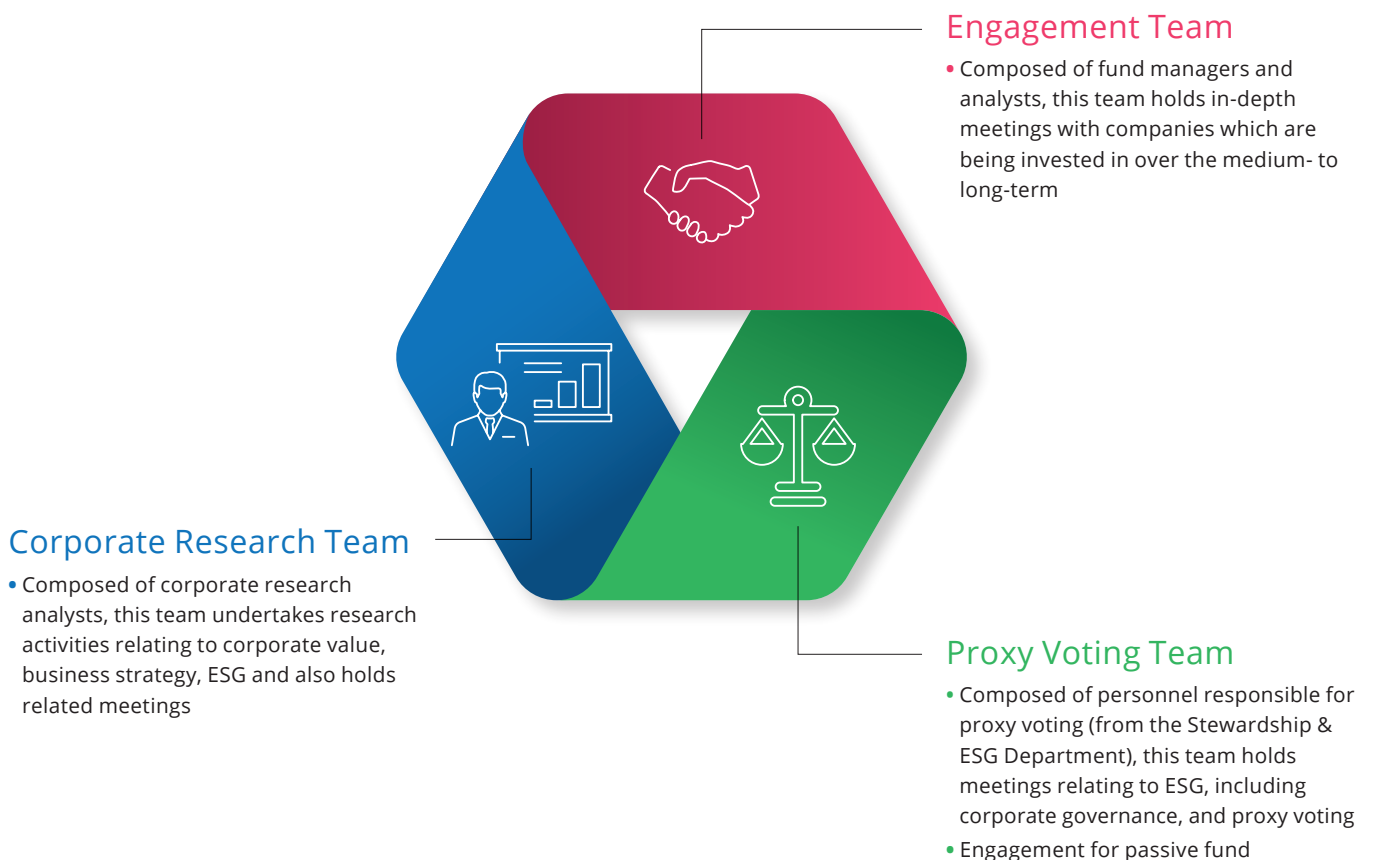 Engagement Team
• Composed of fund managers and
analysts, this team holds in-depth
meetings with companies which are
being invested in over the medium- to
long-term
Corporate Research Team
• Composed of corporate research
analysts, this team undertakes research
activities relating to corporate value,
business strategy, ESG and also holds
related meetings
Proxy Voting Team
• Composed of personnel responsible for
proxy voting (from the Stewardship &
ESG Department), this team holds
meetings relating to ESG, including
corporate governance, and proxy voting
• Engagement for passive fund